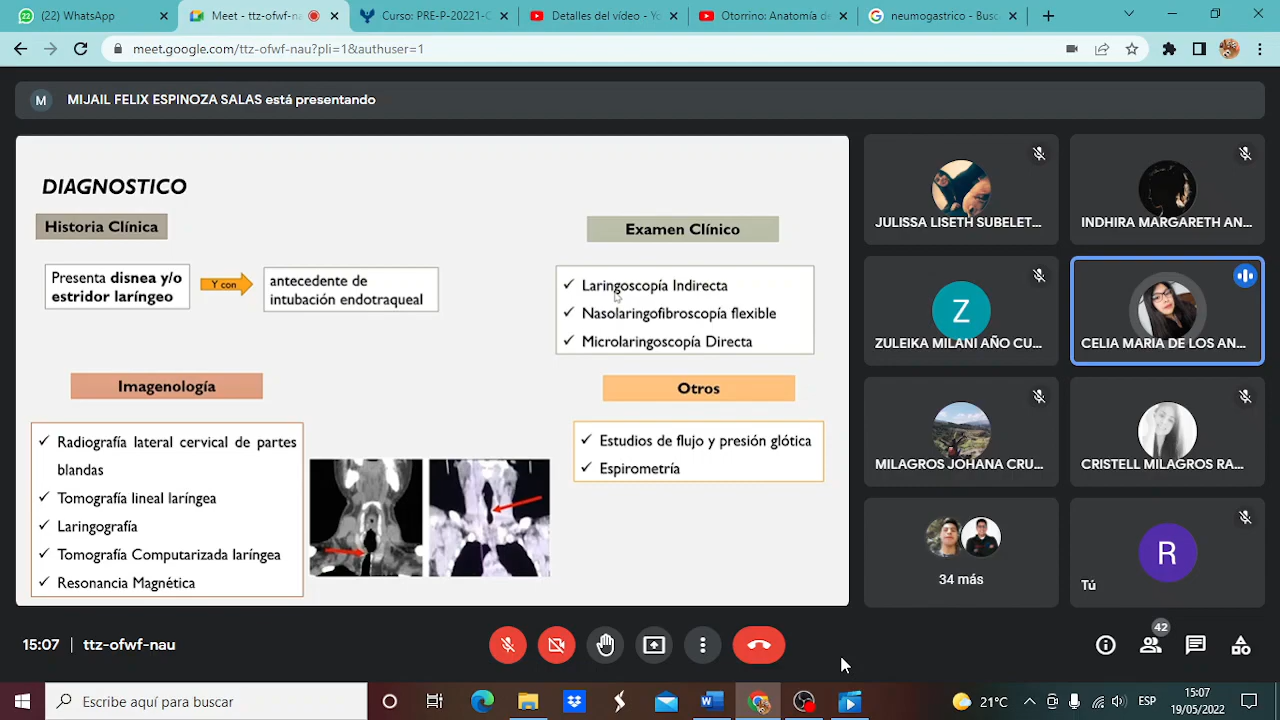 (22) WhatsApp
Meet - ttz-ofwf-nau
Curso: PRE-P-20221-C
Detalles del vídeo - Yo
Otorrino: Anatomía de
neumogastrico - Busc
meet.google.com/ttz-ofwf-nau?pli=1&authuser=1
M
MIJAIL FELIX ESPINOZA SALAS está presentando
DIAGNOSTICO
Historia Clínica
Presenta disnea y/o
estridor laríngeo
Y con
antecedente de
intubación endotraqueal
Examen Clínico
Laringoscopía Indirecta
Nasolaringofibroscopía flexible
Microlaringoscopía Directa
Imagenología
Radiografía lateral cervical de partes
blandas
Tomografía lineal laríngea
Laringografía
Tomografía Computarizada laríngea
Resonancia Magnética
Otros
Estudios de flujo y presión glótica
Espirometría
JULISSA LISETH SUBELET...
INDHIRA MARGARETH AN...
Z
ZULEIKA MILANI AÑO CU...
CELIA MARIA DE LOS AN...
MILAGROS JOHANA CRU...
CRISTELL MILAGROS RA...
34 más
R
Tú
15:07 | ttz-ofwf-nau
42
Escribe aquí para buscar
21°C
ESP
15:07
19/05/2022